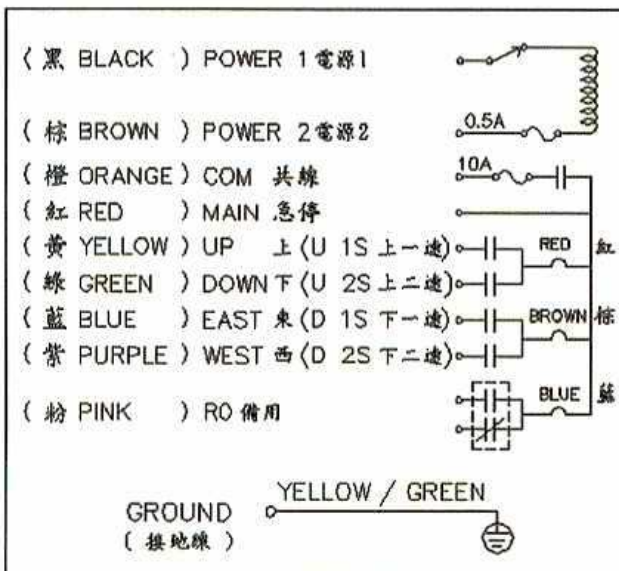 ( 黑 BLACK ) POWER 1 電源1
( 棕 BROWN ) POWER 2 電源2 0.5A
( 橙 ORANGE ) COM 共線 10A
( 紅 RED ) MAIN 急停
( 黄 YELLOW ) UP 上 (U 1S 上一速) RED 紅
( 綠 GREEN ) DOWN 下 (U 2S 上二速)
( 藍 BLUE ) EAST 東 (D 1S 下一速) BROWN 棕
( 紫 PURPLE ) WEST 西 (D 2S 下二速)
( 粉 PINK ) RO 備用 BLUE 藍
GROUND YELLOW / GREEN
( 接地線 )